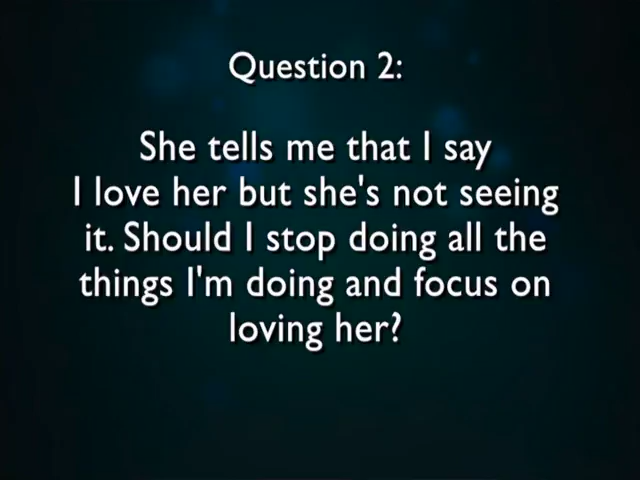 Question 2:
She tells me that I say
I love her but she's not seeing
it. Should I stop doing all the
things I'm doing and focus on
loving her?